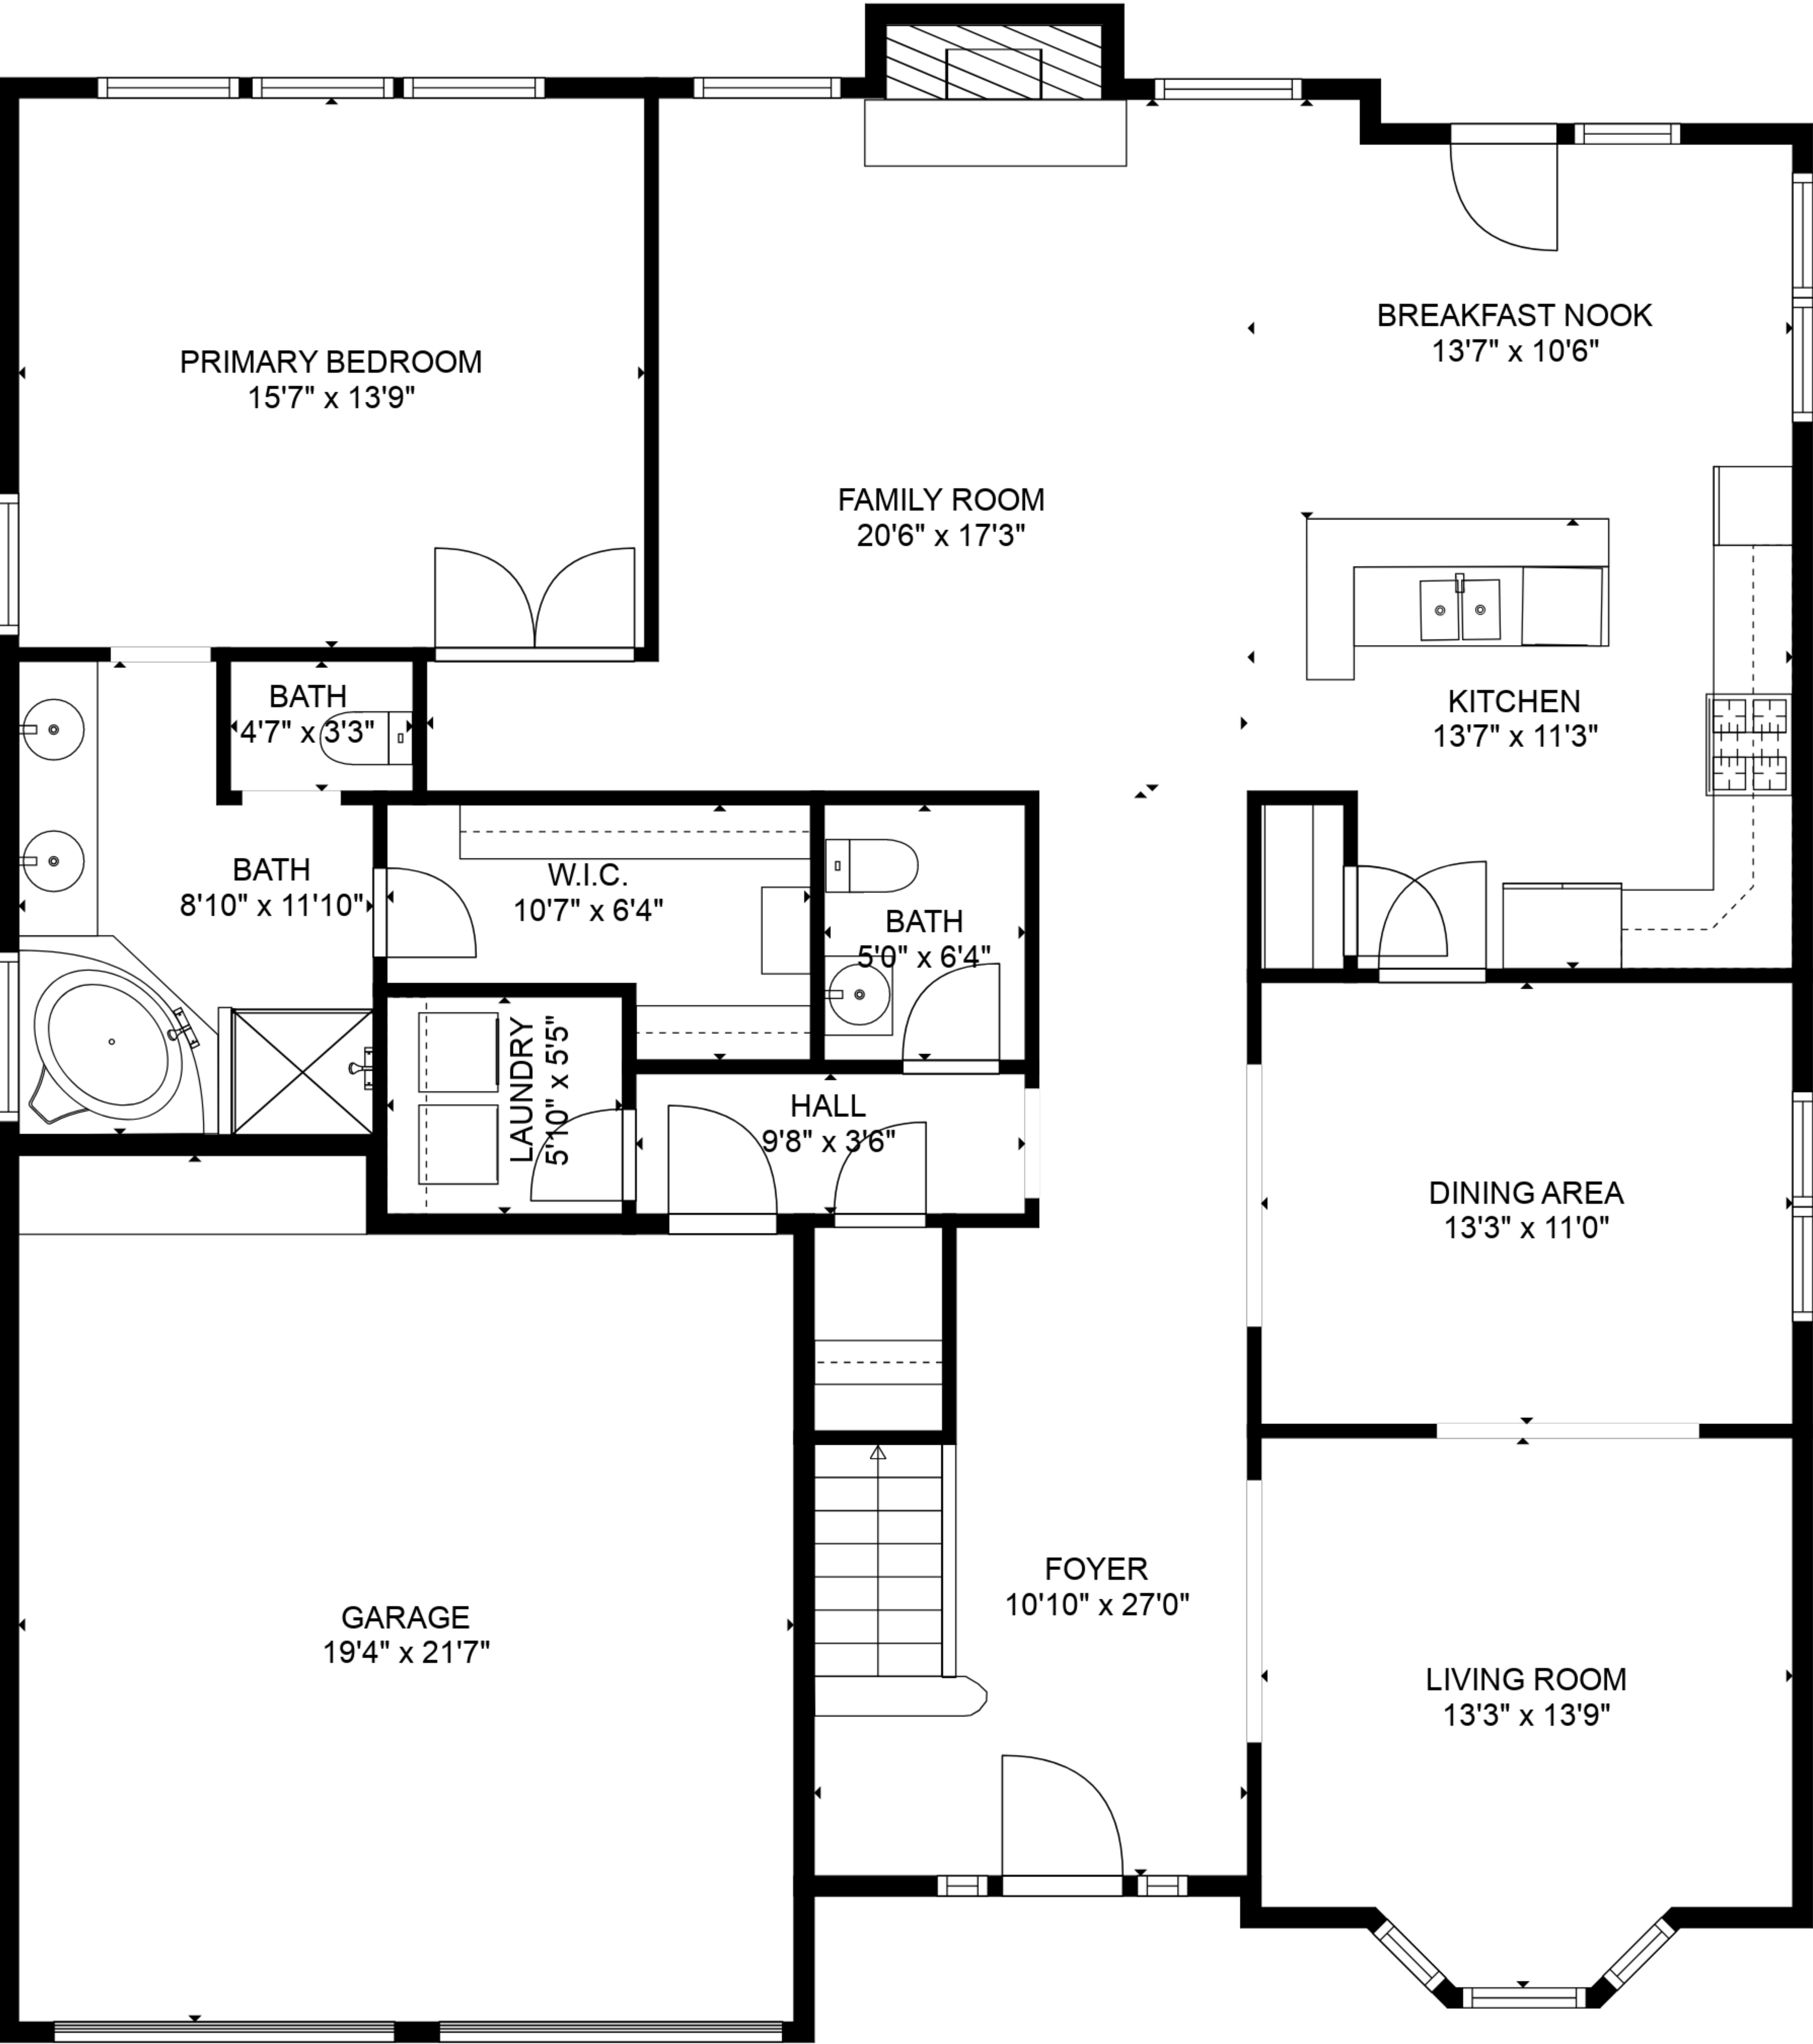 BREAKFAST NOOK
13'7" x 10'6"
PRIMARY BEDROOM
15'7" x 13'9"
FAMILY ROOM
20'6" x 17'3"
KITCHEN
13'7" x 11'3"
BATH
4'7" x 3'3"
BATH
8'10" x 11'10"
W.I.C.
10'7" x 6'4"
BATH
5'0" x 6'4"
LAUNDRY
5'10" x 5'5"
HALL
9'8" x 3'6"
DINING AREA
13'3" x 11'0"
FOYER
10'10" x 27'0"
GARAGE
19'4" x 21'7"
LIVING ROOM
13'3" x 13'9"